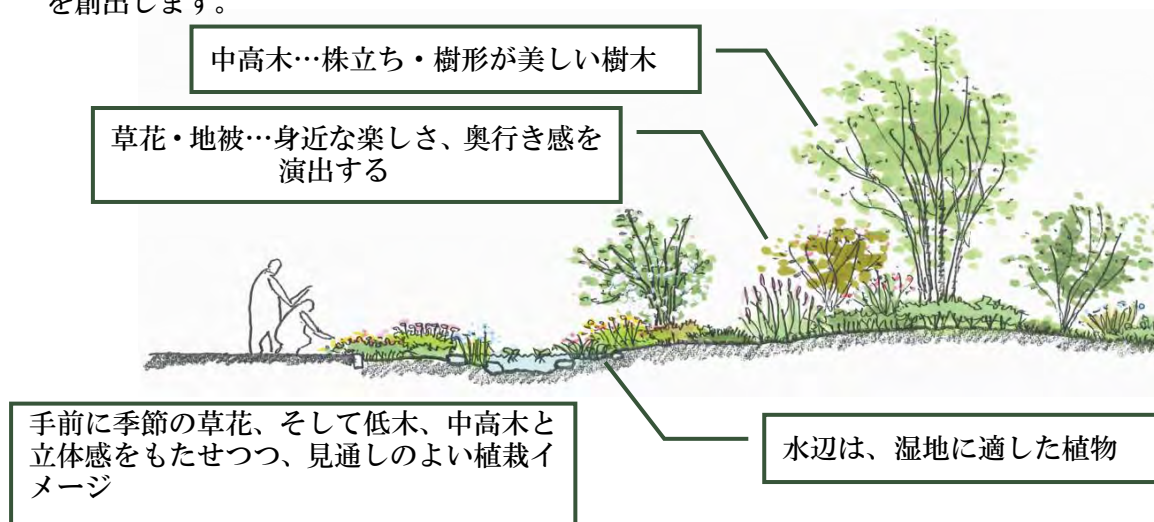 を創出します。
中高木…株立ち・樹形が美しい樹木
草花・地被…身近な楽しさ、奥行き感を
演出する
手前に季節の草花、そして低木、中高木と
立体感をもたせつつ、見通しのよい植栽イ
メージ
水辺は、湿地に適した植物